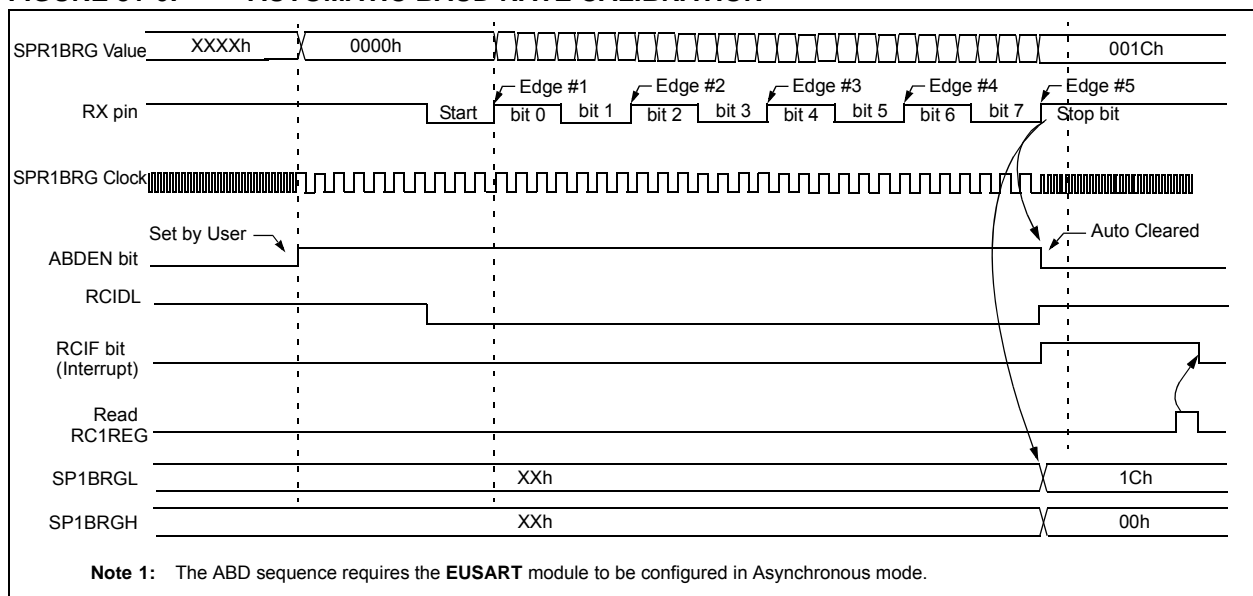 SPR1BRG Value XXXXh 0000h 001Ch
Edge #1 Edge #2 Edge #3 Edge #4 Edge #5
RX pin Start bit 0 bit 1 bit 2 bit 3 bit 4 bit 5 bit 6 bit 7 Stop bit
SPR1BRG Clock
Set by User Auto Cleared
ABDEN bit
RCIDL
RCIF bit
(Interrupt)
Read
RC1REG
SP1BRGL XXh 1Ch
SP1BRGH XXh 00h
Note 1: The ABD sequence requires the EUSART module to be configured in Asynchronous mode.